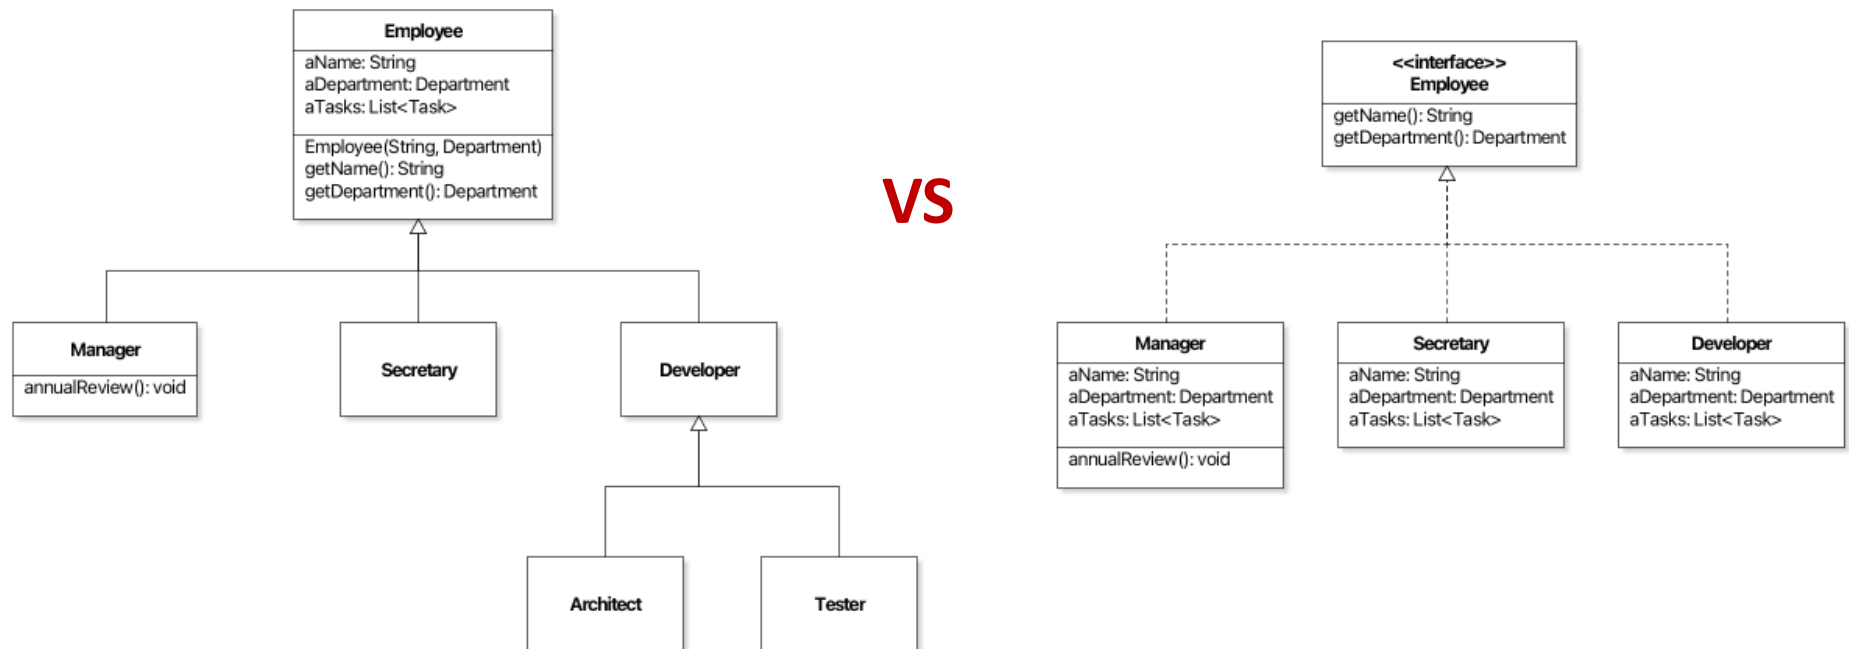 Employee
aName: String
aDepartment: Department
aTasks: List<Task>
Employee(String, Department)
getName(): String
getDepartment(): Department
Manager
annualReview(): void
Secretary
Developer
Architect
Tester
VS
<<interface>>
Employee
getName(): String
getDepartment(): Department
Manager
aName: String
aDepartment: Department
aTasks: List<Task>
annualReview(): void
Secretary
aName: String
aDepartment: Department
aTasks: List<Task>
Developer
aName: String
aDepartment: Department
aTasks: List<Task>